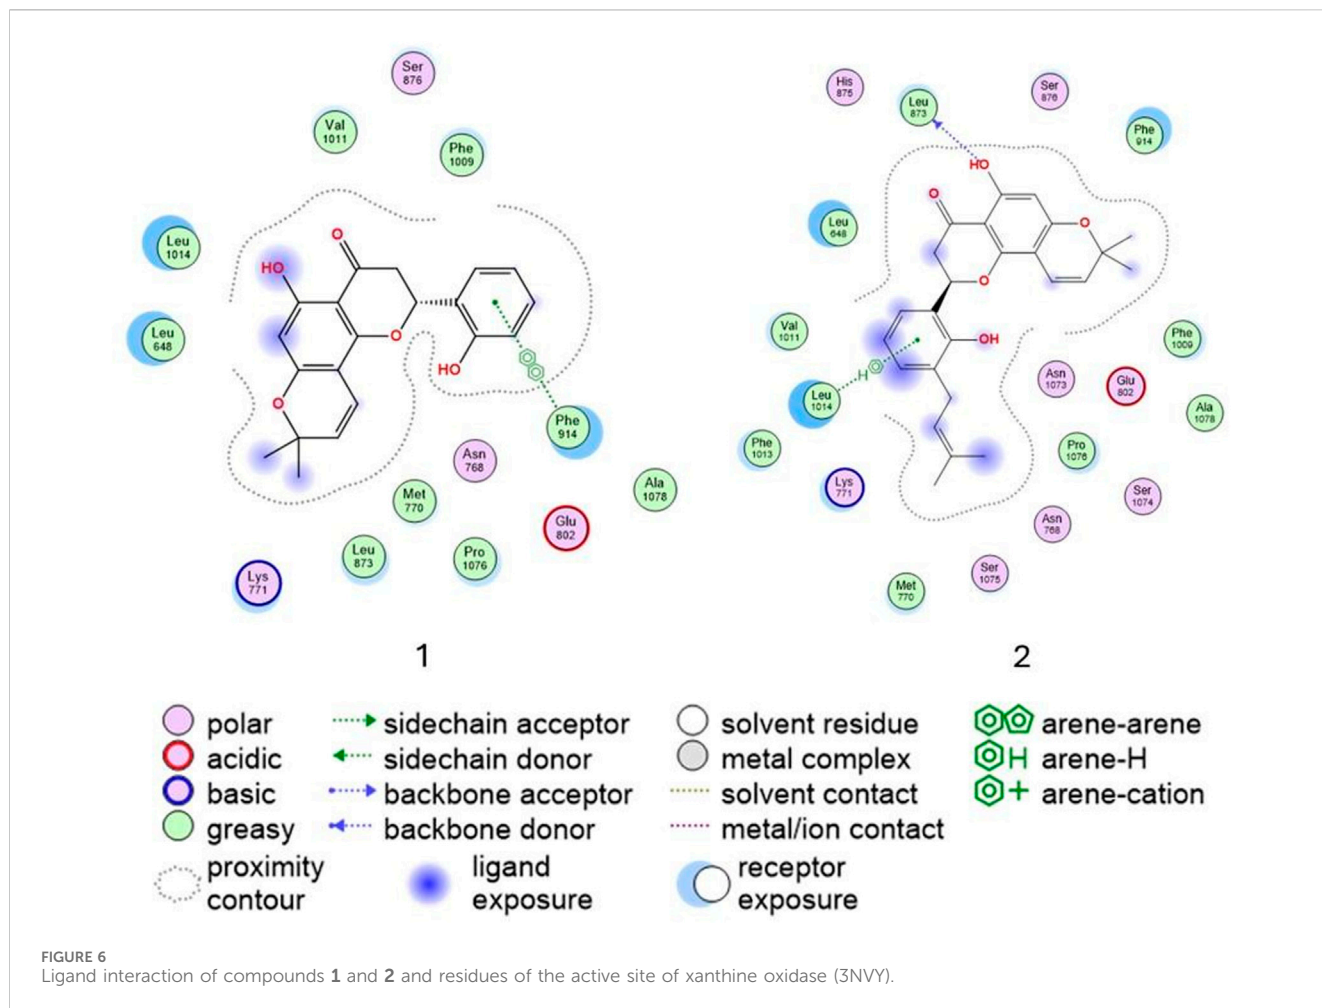 Ser
876
Val
1011
Phe
1009
Leu
1014
Leu
648
O
HO
O
HO
O
Phe
914
Asn
768
Met
770
Ala
1078
Glu
802
Leu
873
Pro
1076
Lys
771
1
His
875
Leu
873
Ser
876
Phe
914
HO
O
O
Leu
648
O
Val
1011
OH
Phe
1009
H
Asn
1073
Glu
802
Leu
1014
Ala
1078
Phe
1013
Pro
1076
Lys
771
Ser
1074
Asn
768
Ser
1075
Met
770
2
polar
acidic
basic
greasy
proximity
contour
sidechain acceptor
sidechain donor
backbone acceptor
backbone donor
ligand
exposure
solvent residue
metal complex
solvent contact
metal/ion contact
receptor
exposure
arene-arene
H arene-H
+ arene-cation
FIGURE 6
Ligand interaction of compounds 1 and 2 and residues of the active site of xanthine oxidase (3NVY).